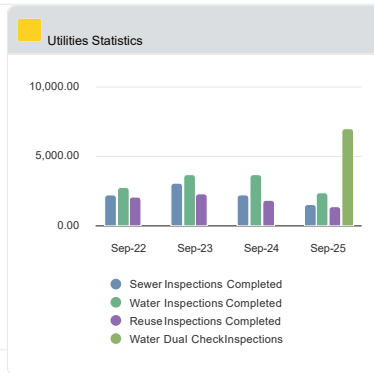 Utilities Statistics
10,000.00
5,000.00
0.00
Sep-22 Sep-23 Sep-24 Sep-25
Sewer Inspections Completed
Water Inspections Completed
Reuse Inspections Completed
Water Dual CheckInspections